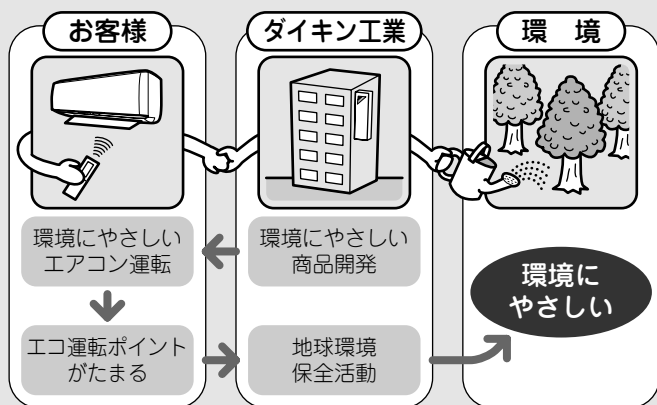 お客様
ダイキン工業
環　境
環境にやさしい
エアコン運転
環境にやさしい
商品開発
環境に
やさしい
エコ運転ポイント
がたまる
地球環境
保全活動